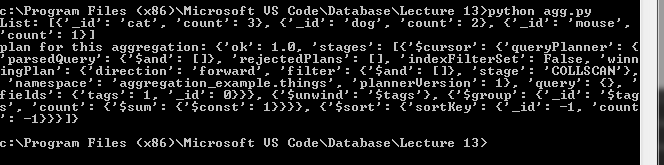 c:\Program Files (x86)\Microsoft VS Code\Database\Lecture 13>python agg.py
List: [{'_id': 'cat', 'count': 3}, {'_id': 'dog', 'count': 2}, {'_id': 'mouse',
'count': 1}]
plan for this aggregation: {'ok': 1.0, 'stages': [{'$cursor': {'queryPlanner': {
'parsedQuery': {'$and': []}, 'rejectedPlans': [], 'indexFilterSet': False, 'winn
ingPlan': {'direction': 'forward', 'filter': {'$and': []}, 'stage': 'COLLSCAN'},
'namespace': 'aggregation_example.things', 'plannerVersion': 1}, 'query': {}, '
fields': {'tags': 1, '_id': 0}}}, {'$unwind': '$tags'}, {'$group': {'_id': '$tag
s', 'count': {'$sum': {'$const': 1}}}}, {'$sort': {'sortKey': {'_id': -1, 'count
': -1}}}]}
c:\Program Files (x86)\Microsoft VS Code\Database\Lecture 13>